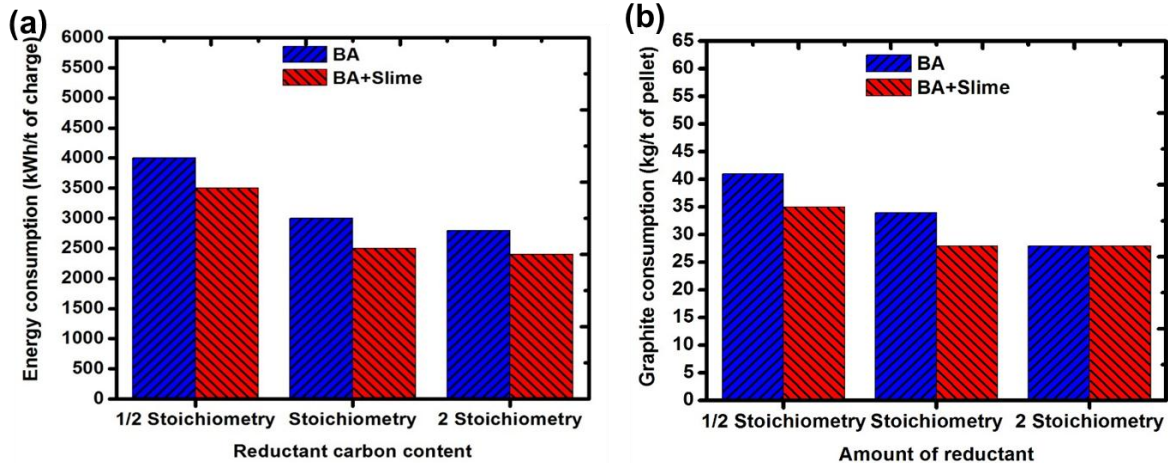 (a)
Energy consumption (kWh/t of charge)
6000
5500
5000
4500
4000
3500
3000
2500
2000
1500
1000
500
0
BA
BA+Slime
1/2 Stoichiometry Stoichiometry 2 Stoichiometry
Reductant carbon content
(b)
Graphite consumption (kg/t of pellet)
65
60
55
50
45
40
35
30
25
20
15
10
5
0
BA
BA+Slime
1/2 Stoichiometry Stoichiometry 2 Stoichiometry
Amount of reductant